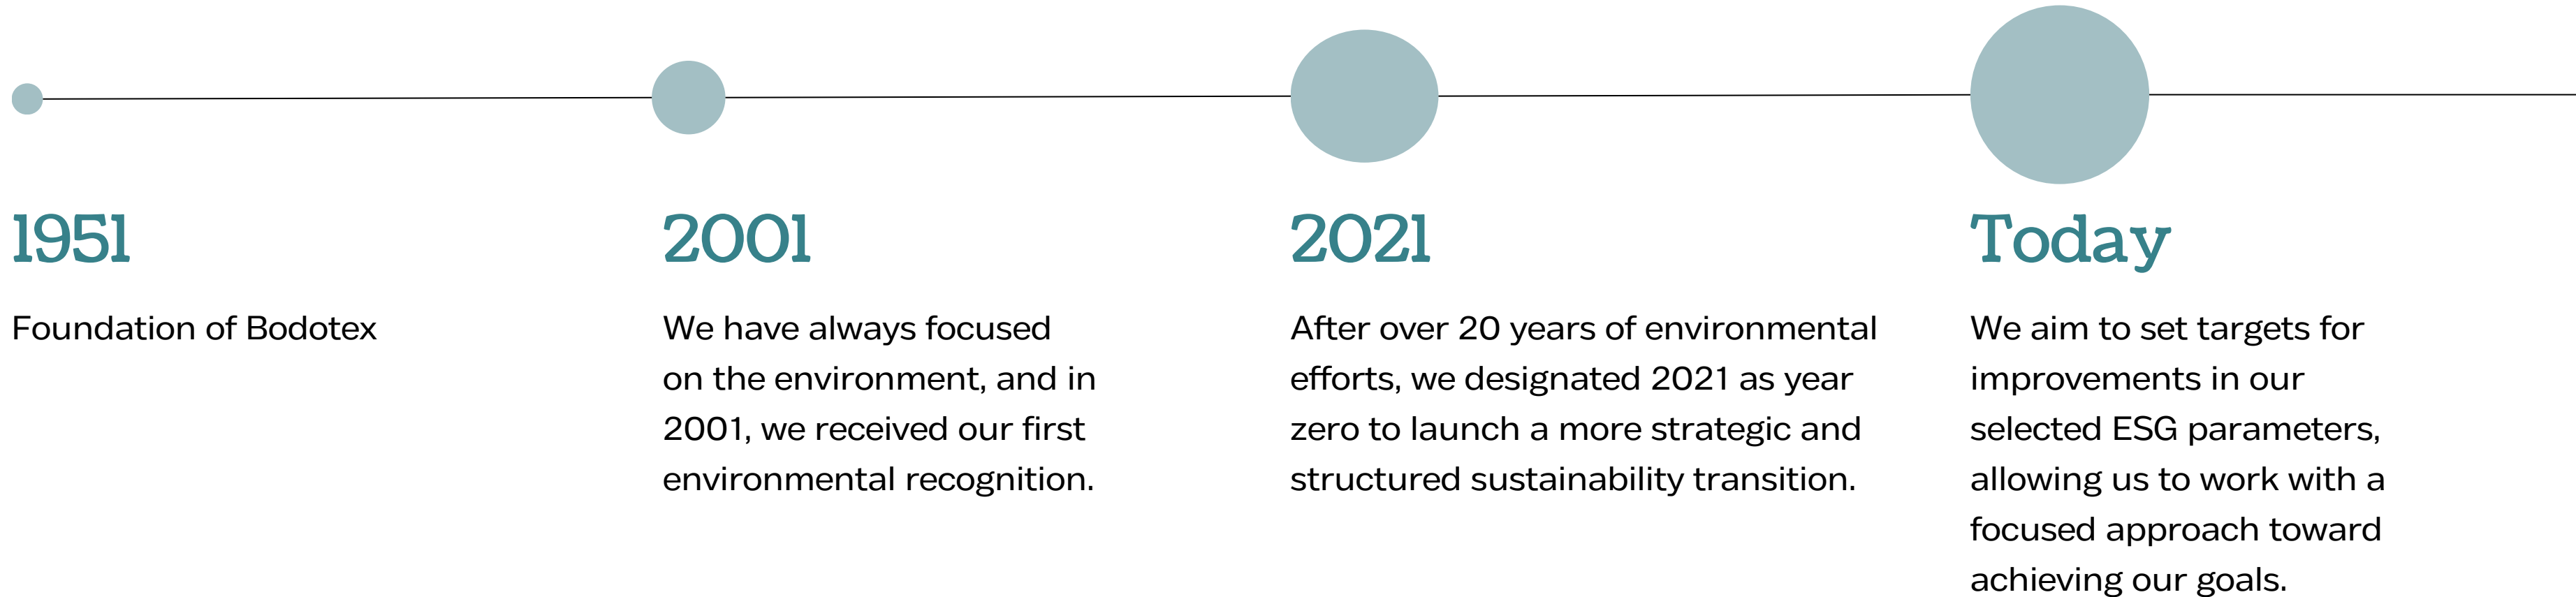 1951
Foundation of Bodotex
2001
We have always focused
on the environment, and in
2001, we received our first
environmental recognition.
2021
After over 20 years of environmental
efforts, we designated 2021 as year
zero to launch a more strategic and
structured sustainability transition.
Today
We aim to set targets for
improvements in our
selected ESG parameters,
allowing us to work with a
focused approach toward
achieving our goals.